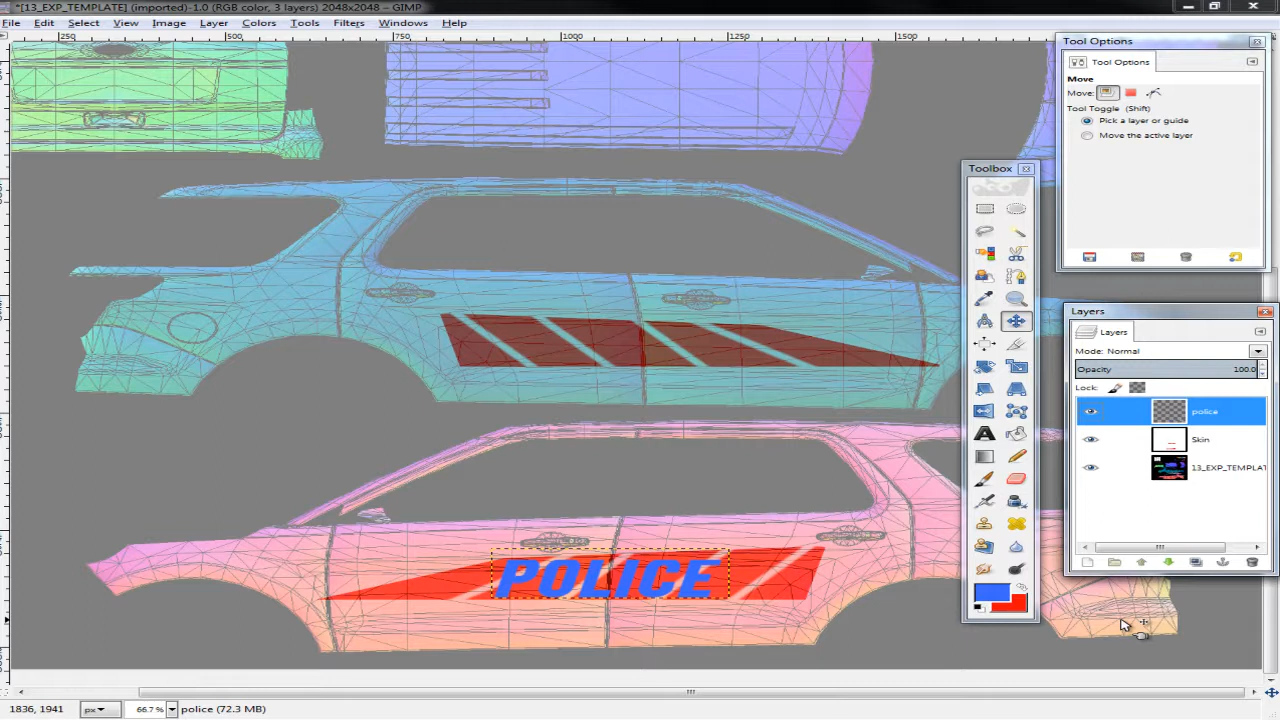 *[13_EXP_TEMPLATE] (imported)-1.0 (RGB color, 3 layers) 2048x2048 – GIMP
File Edit Select View Image Layer Colors Tools Filters Windows Help
250 500 750 1000 1250 1500
Tool Options
Tool Options
Move
Move:
Tool Toggle (Shift)
Pick a layer or guide
Move the active layer
Toolbox
Layers
Layers
Mode: Normal
Opacity 100.0
Lock:
police
Skin
13_EXP_TEMPLAT
POLICE
1836, 1941 px 66.7 % police (72.3 MB)